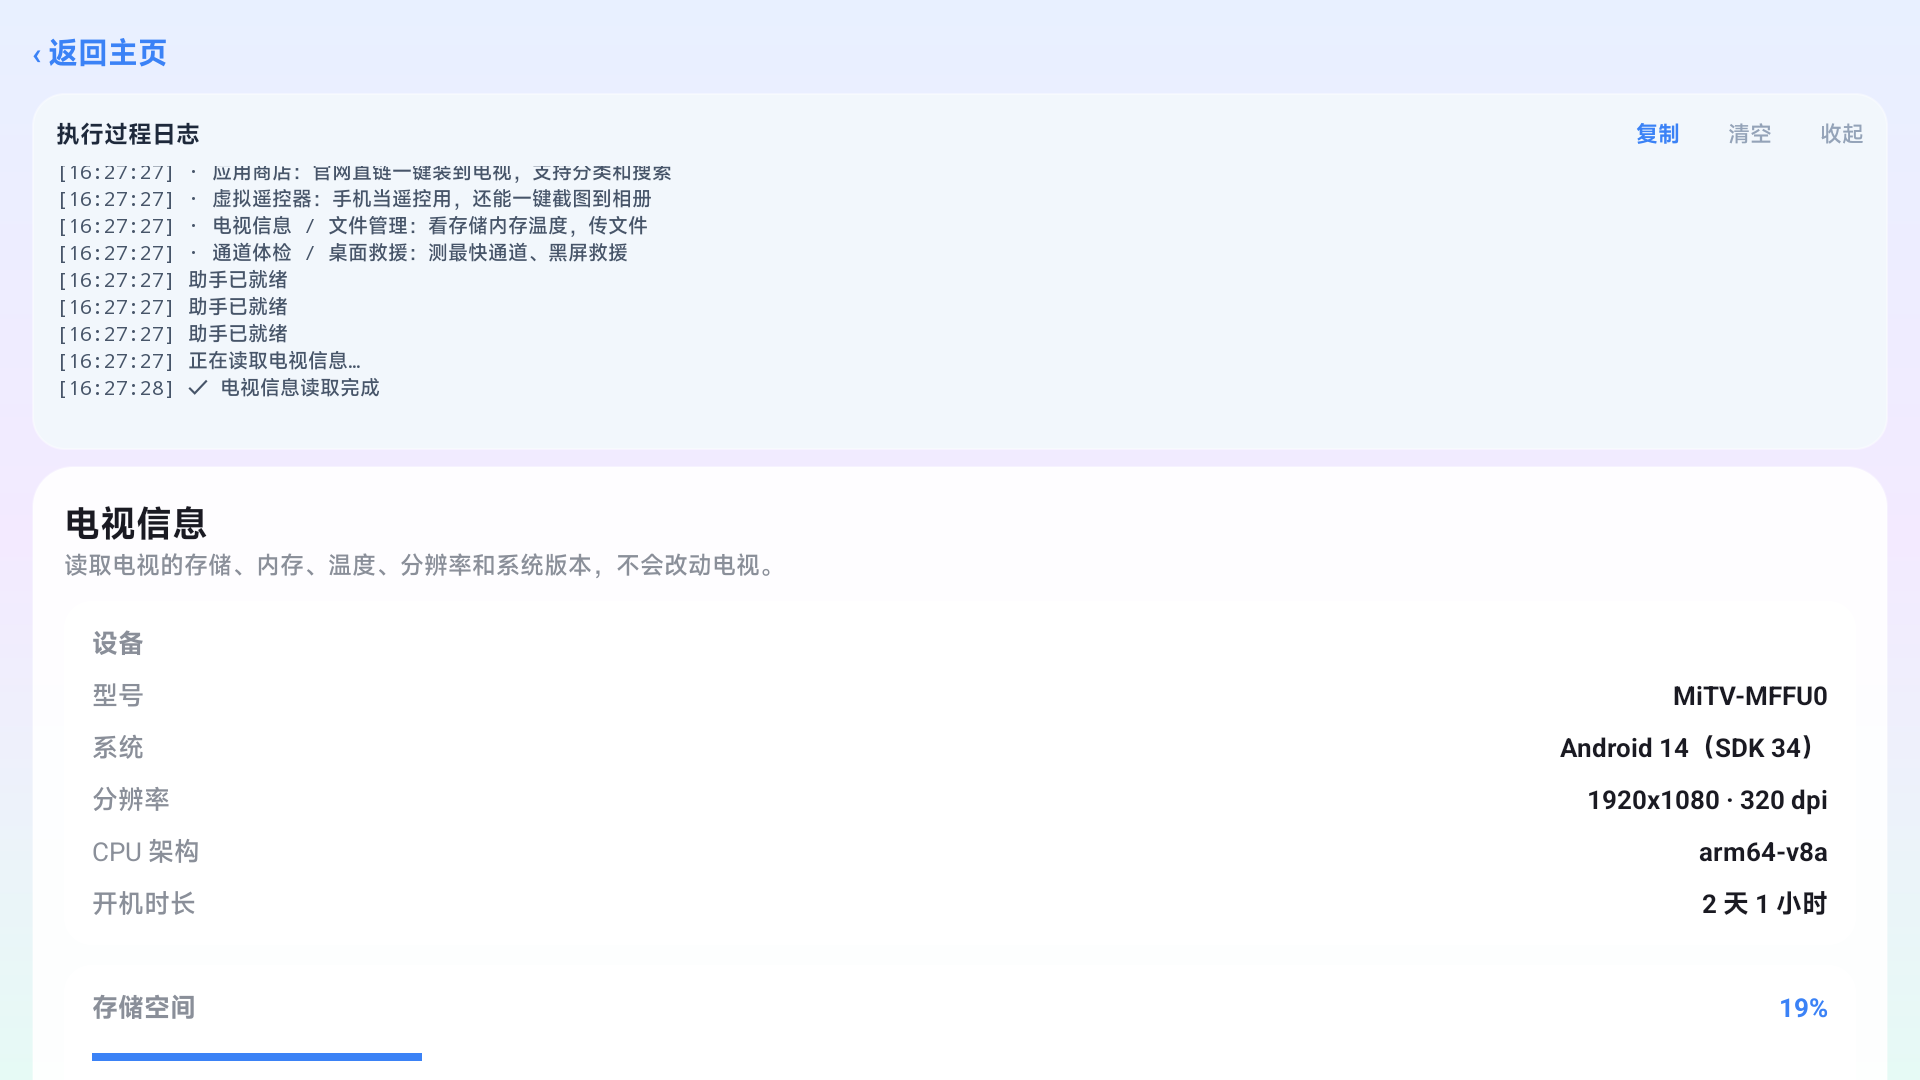 ‹ 返回主页
执行过程日志
复制 清空 收起
[16:27:27] · 应用商店：官网直链一键装到电视，支持分类和搜索
[16:27:27] · 虚拟遥控器：手机当遥控用，还能一键截图到相册
[16:27:27] · 电视信息 / 文件管理：看存储内存温度，传文件
[16:27:27] · 通道体检 / 桌面救援：测最快通道、黑屏救援
[16:27:27] 助手已就绪
[16:27:27] 助手已就绪
[16:27:27] 助手已就绪
[16:27:27] 正在读取电视信息…
[16:27:28] ✓ 电视信息读取完成
电视信息
读取电视的存储、内存、温度、分辨率和系统版本，不会改动电视。
设备
型号 MiTV-MFFU0
系统 Android 14（SDK 34）
分辨率 1920x1080 · 320 dpi
CPU 架构 arm64-v8a
开机时长 2 天 1 小时
存储空间 19%